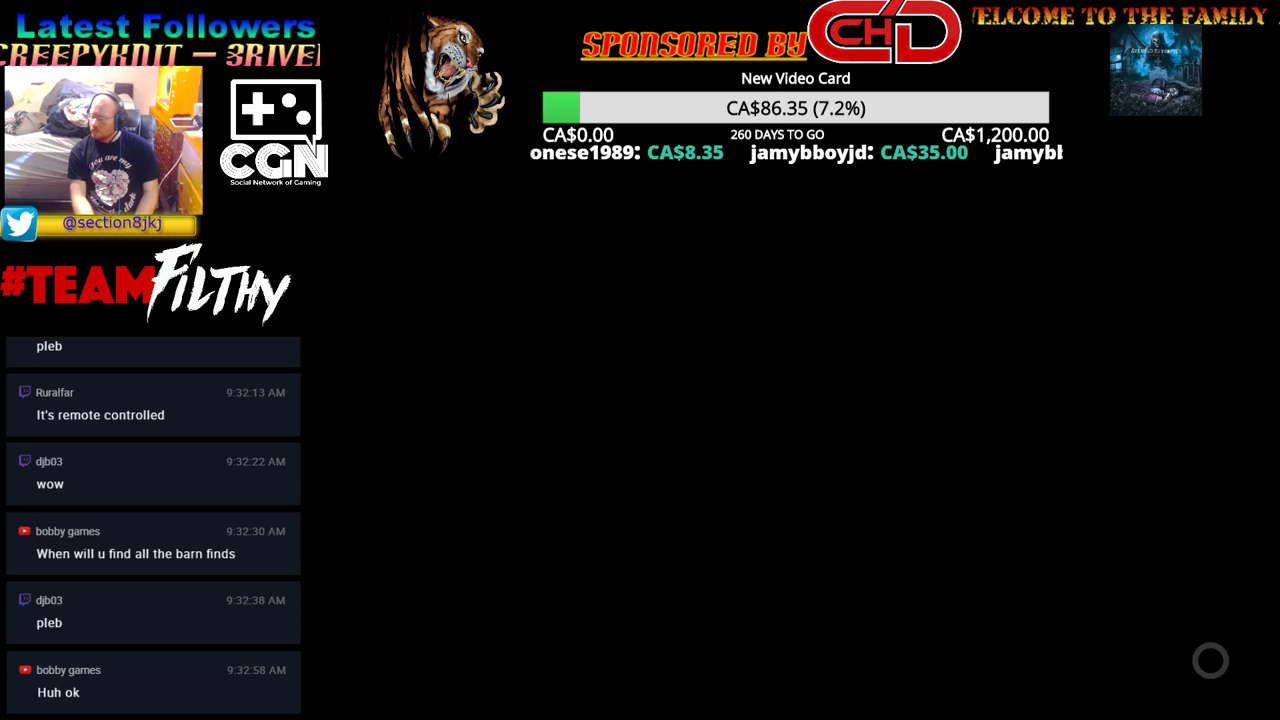 Latest Followers
CREEPYKNIT — 3RIVE
@section8jkj
CGN
Social Network of Gaming
#TEAMFILTHY
SPONSORED BY
CHD
New Video Card
CA$86.35 (7.2%)
CA$0.00
260 DAYS TO GO
CA$1,200.00
onese1989: CA$8.35 jamybboyjd: CA$35.00 jamybb
ELCOME TO THE FAMILY
pleb
Ruralfar 9:32:13 AM
It's remote controlled
djb03 9:32:22 AM
wow
bobby games 9:32:30 AM
When will u find all the barn finds
djb03 9:32:38 AM
pleb
bobby games 9:32:58 AM
Huh ok